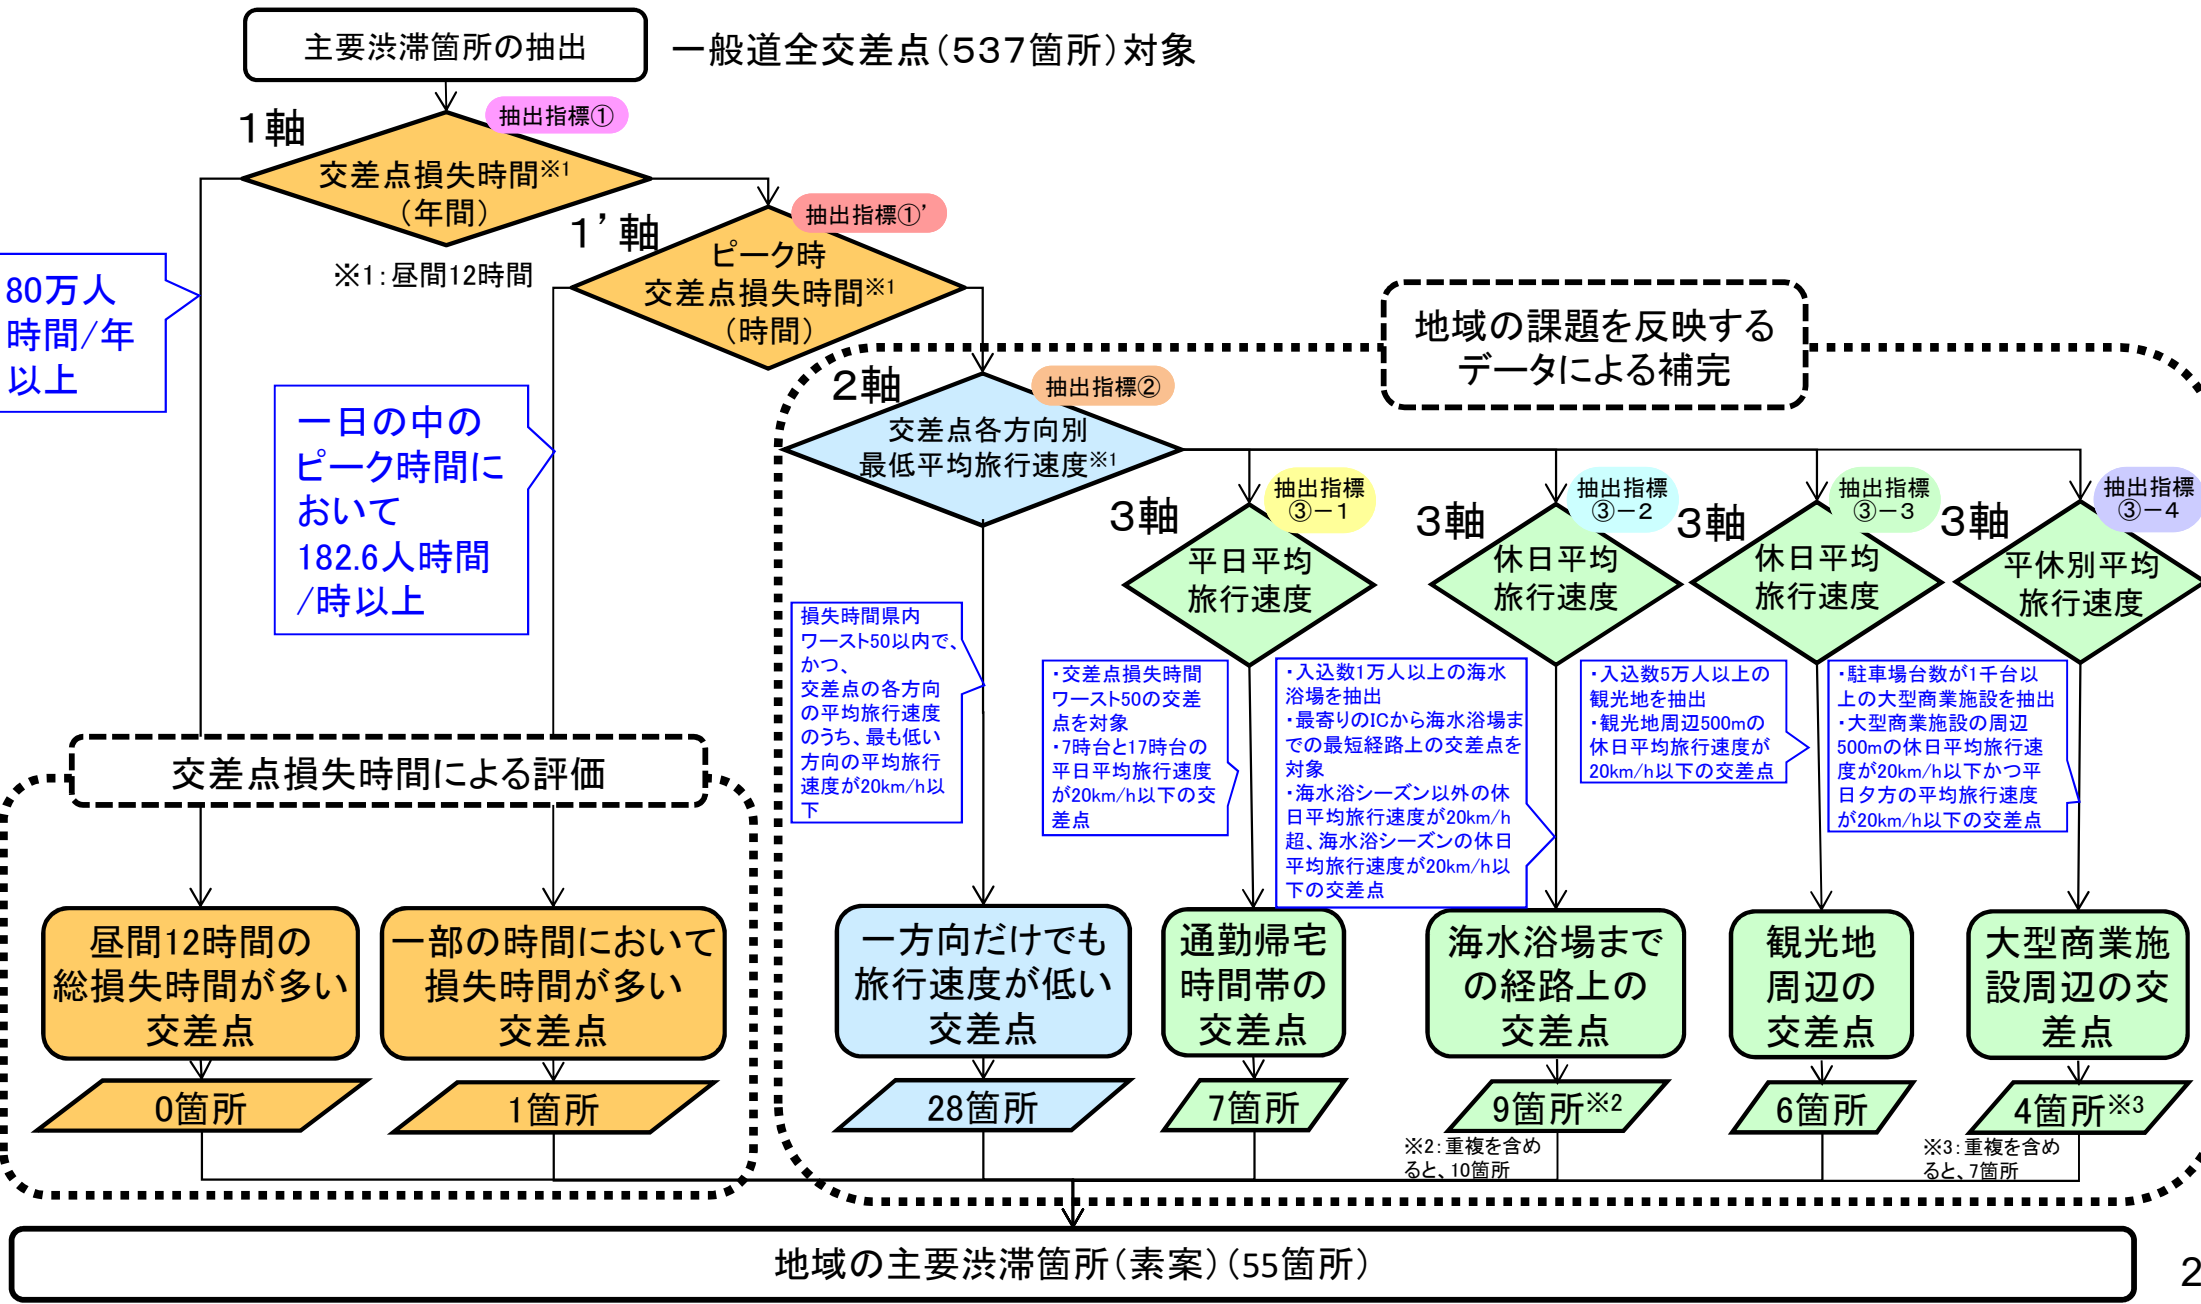 主要渋滞箇所の抽出
一般道全交差点(537箇所)対象
1軸
抽出指標①
交差点損失時間※1
(年間)
※1:昼間12時間
1’軸
抽出指標①’
ピーク時
交差点損失時間※1
(時間)
80万人
時間/年
以上
一日の中の
ピーク時間に
おいて
182.6人時間
/時以上
地域の課題を反映する
データによる補完
2軸
抽出指標②
交差点各方向別
最低平均旅行速度※1
3軸
抽出指標
③-1
平日平均
旅行速度
3軸
抽出指標
③-2
休日平均
旅行速度
3軸
抽出指標
③-3
休日平均
旅行速度
3軸
抽出指標
③-4
平休別平均
旅行速度
損失時間県内
ワースト50以内で、
かつ、
交差点の各方向
の平均旅行速度
のうち、最も低い
方向の平均旅行
速度が20km/h以
下
・交差点損失時間
ワースト50の交差
点を対象
・7時台と17時台の
平日平均旅行速度
が20km/h以下の交
差点
・入込数1万人以上の海水
浴場を抽出
・最寄りのICから海水浴場ま
での最短経路上の交差点を
対象
・海水浴シーズン以外の休
日平均旅行速度が20km/h
超、海水浴シーズンの休日
平均旅行速度が20km/h以
下の交差点
・入込数5万人以上の
観光地を抽出
・観光地周辺500mの
休日平均旅行速度が
20km/h以下の交差点
・駐車場台数が1千台以
上の大型商業施設を抽出
・大型商業施設の周辺
500mの休日平均旅行速
度が20km/h以下かつ平
日夕方の平均旅行速度
が20km/h以下の交差点
交差点損失時間による評価
昼間12時間の
総損失時間が多い
交差点
一部の時間において
損失時間が多い
交差点
一方向だけでも
旅行速度が低い
交差点
通勤帰宅
時間帯の
交差点
海水浴場まで
の経路上の
交差点
観光地
周辺の
交差点
大型商業施
設周辺の交
差点
0箇所
1箇所
28箇所
7箇所
9箇所※2
6箇所
4箇所※3
※2:重複を含め
ると、10箇所
※3:重複を含め
ると、7箇所
地域の主要渋滞箇所(素案)(55箇所)
2